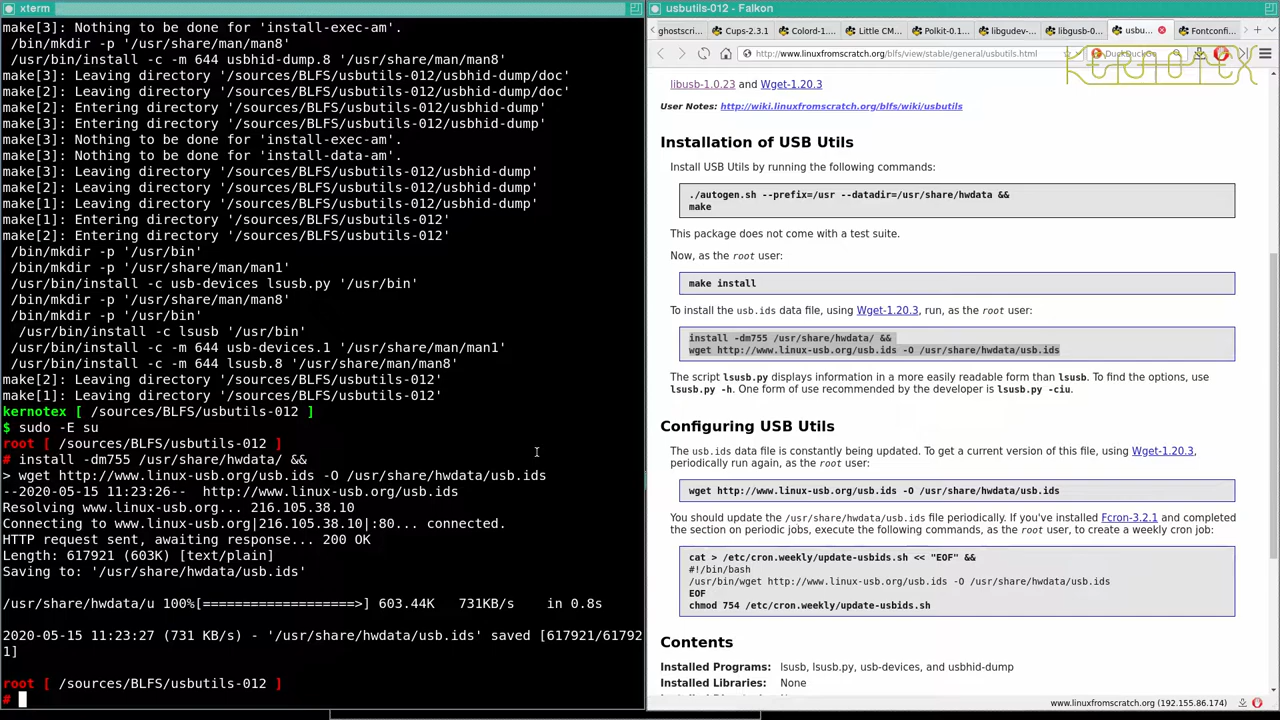 xterm
make[3]: Nothing to be done for 'install-exec-am'.
/bin/mkdir -p '/usr/share/man/man8'
/usr/bin/install -c -m 644 usbhid-dump.8 '/usr/share/man/man8'
make[3]: Leaving directory '/sources/BLFS/usbutils-012/usbhid-dump/doc'
make[2]: Leaving directory '/sources/BLFS/usbutils-012/usbhid-dump/doc'
make[2]: Entering directory '/sources/BLFS/usbutils-012/usbhid-dump'
make[3]: Entering directory '/sources/BLFS/usbutils-012/usbhid-dump'
make[3]: Nothing to be done for 'install-exec-am'.
make[3]: Nothing to be done for 'install-data-am'.
make[3]: Leaving directory '/sources/BLFS/usbutils-012/usbhid-dump'
make[2]: Leaving directory '/sources/BLFS/usbutils-012/usbhid-dump'
make[1]: Leaving directory '/sources/BLFS/usbutils-012/usbhid-dump'
make[1]: Entering directory '/sources/BLFS/usbutils-012'
make[2]: Entering directory '/sources/BLFS/usbutils-012'
/bin/mkdir -p '/usr/bin'
/bin/mkdir -p '/usr/share/man/man1'
/usr/bin/install -c usb-devices lsusb.py '/usr/bin'
/bin/mkdir -p '/usr/share/man/man8'
/bin/mkdir -p '/usr/bin'
/usr/bin/install -c lsusb '/usr/bin'
/usr/bin/install -c -m 644 usb-devices.1 '/usr/share/man/man1'
/usr/bin/install -c -m 644 lsusb.8 '/usr/share/man/man8'
make[2]: Leaving directory '/sources/BLFS/usbutils-012'
make[1]: Leaving directory '/sources/BLFS/usbutils-012'
kernotex [ /sources/BLFS/usbutils-012 ]
$ sudo -E su
root [ /sources/BLFS/usbutils-012 ]
# install -dm755 /usr/share/hwdata/ &&
> wget http://www.linux-usb.org/usb.ids -O /usr/share/hwdata/usb.ids
--2020-05-15 11:23:26-- http://www.linux-usb.org/usb.ids
Resolving www.linux-usb.org... 216.105.38.10
Connecting to www.linux-usb.org|216.105.38.10|:80... connected.
HTTP request sent, awaiting response... 200 OK
Length: 617921 (603K) [text/plain]
Saving to: '/usr/share/hwdata/usb.ids'
/usr/share/hwdata/u 100%[===================>] 603.44K 731KB/s in 0.8s
2020-05-15 11:23:27 (731 KB/s) - '/usr/share/hwdata/usb.ids' saved [617921/61792
1]
root [ /sources/BLFS/usbutils-012 ]
#
usbutils-012 - Falkon
ghostscri... Cups-2.3.1 Colord-1.... Little CM... Polkit-0.1... libgudev-... libgusb-0... usbu... Fontconfi...
http://www.linuxfromscratch.org/blfs/view/stable/general/usbutils.html DuckDuckGo
KERNOTEX
libusb-1.0.23 and Wget-1.20.3
User Notes: http://wiki.linuxfromscratch.org/blfs/wiki/usbutils
Installation of USB Utils
Install USB Utils by running the following commands:
./autogen.sh --prefix=/usr --datadir=/usr/share/hwdata &&
make
This package does not come with a test suite.
Now, as the root user:
make install
To install the usb.ids data file, using Wget-1.20.3, run, as the root user:
install -dm755 /usr/share/hwdata/ &&
wget http://www.linux-usb.org/usb.ids -O /usr/share/hwdata/usb.ids
The script lsusb.py displays information in a more easily readable form than lsusb. To find the options, use
lsusb.py -h. One form of use recommended by the developer is lsusb.py -ciu.
Configuring USB Utils
The usb.ids data file is constantly being updated. To get a current version of this file, using Wget-1.20.3,
periodically run again, as the root user:
wget http://www.linux-usb.org/usb.ids -O /usr/share/hwdata/usb.ids
You should update the /usr/share/hwdata/usb.ids file periodically. If you've installed Fcron-3.2.1 and completed
the section on periodic jobs, execute the following commands, as the root user, to create a weekly cron job:
cat > /etc/cron.weekly/update-usbids.sh << "EOF" &&
#!/bin/bash
/usr/bin/wget http://www.linux-usb.org/usb.ids -O /usr/share/hwdata/usb.ids
EOF
chmod 754 /etc/cron.weekly/update-usbids.sh
Contents
Installed Programs: lsusb, lsusb.py, usb-devices, and usbhid-dump
Installed Libraries: None
www.linuxfromscratch.org (192.155.86.174)